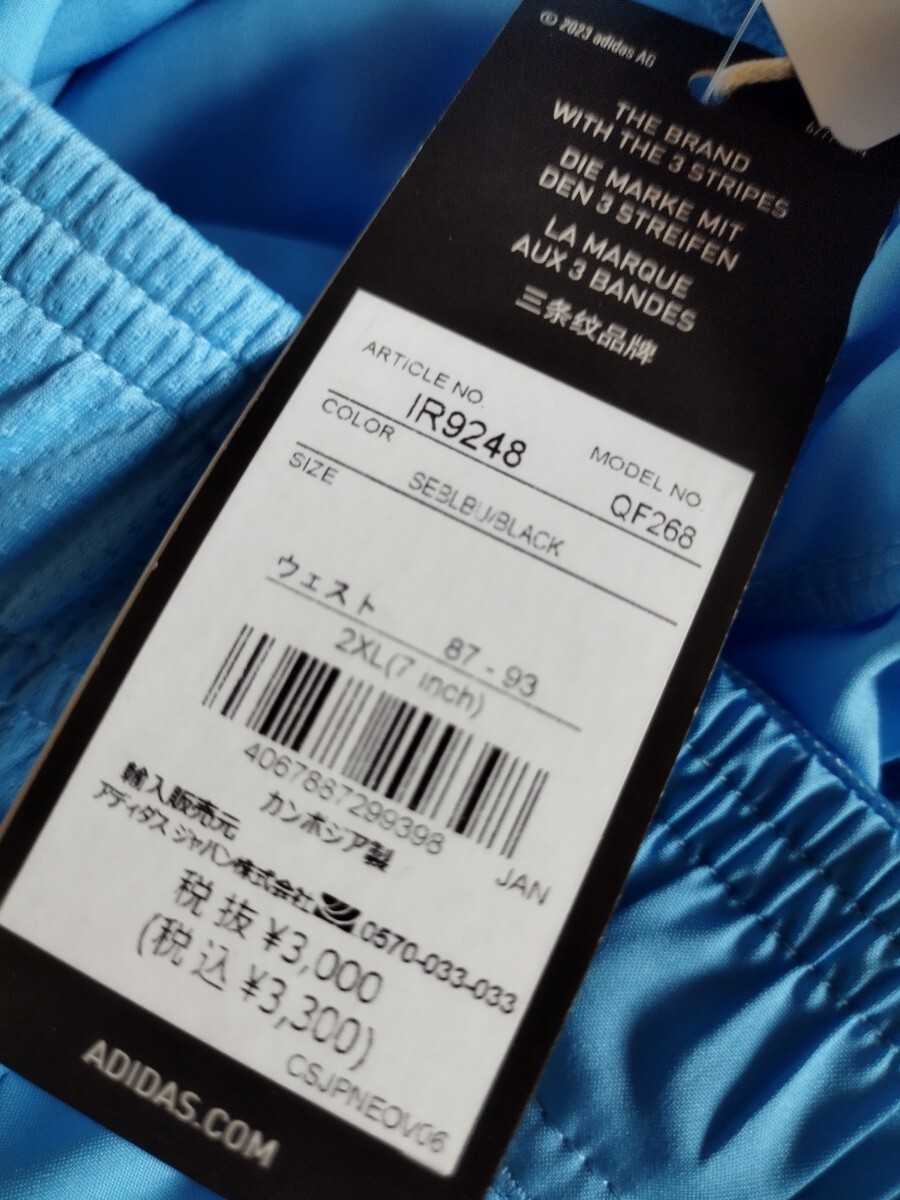 © 2023 adidas AG
THE BRAND
WITH THE 3 STRIPES
DIE MARKE MIT
DEN 3 STREIFEN
LA MARQUE
AUX 3 BANDES
三条纹品牌
ARTICLE NO. MODEL NO.
IR9248 QF268
COLOR
SEBLBU/BLACK
SIZE
ウェスト 87 - 93
2XL(7 inch)
4067887299398 JAN
カンボジア製
輸入販売元
アディダス ジャパン株式会社 0570-033-033
税抜 ¥3,000
(税込 ¥3,300)
CSJPNEOV06
ADIDAS.COM